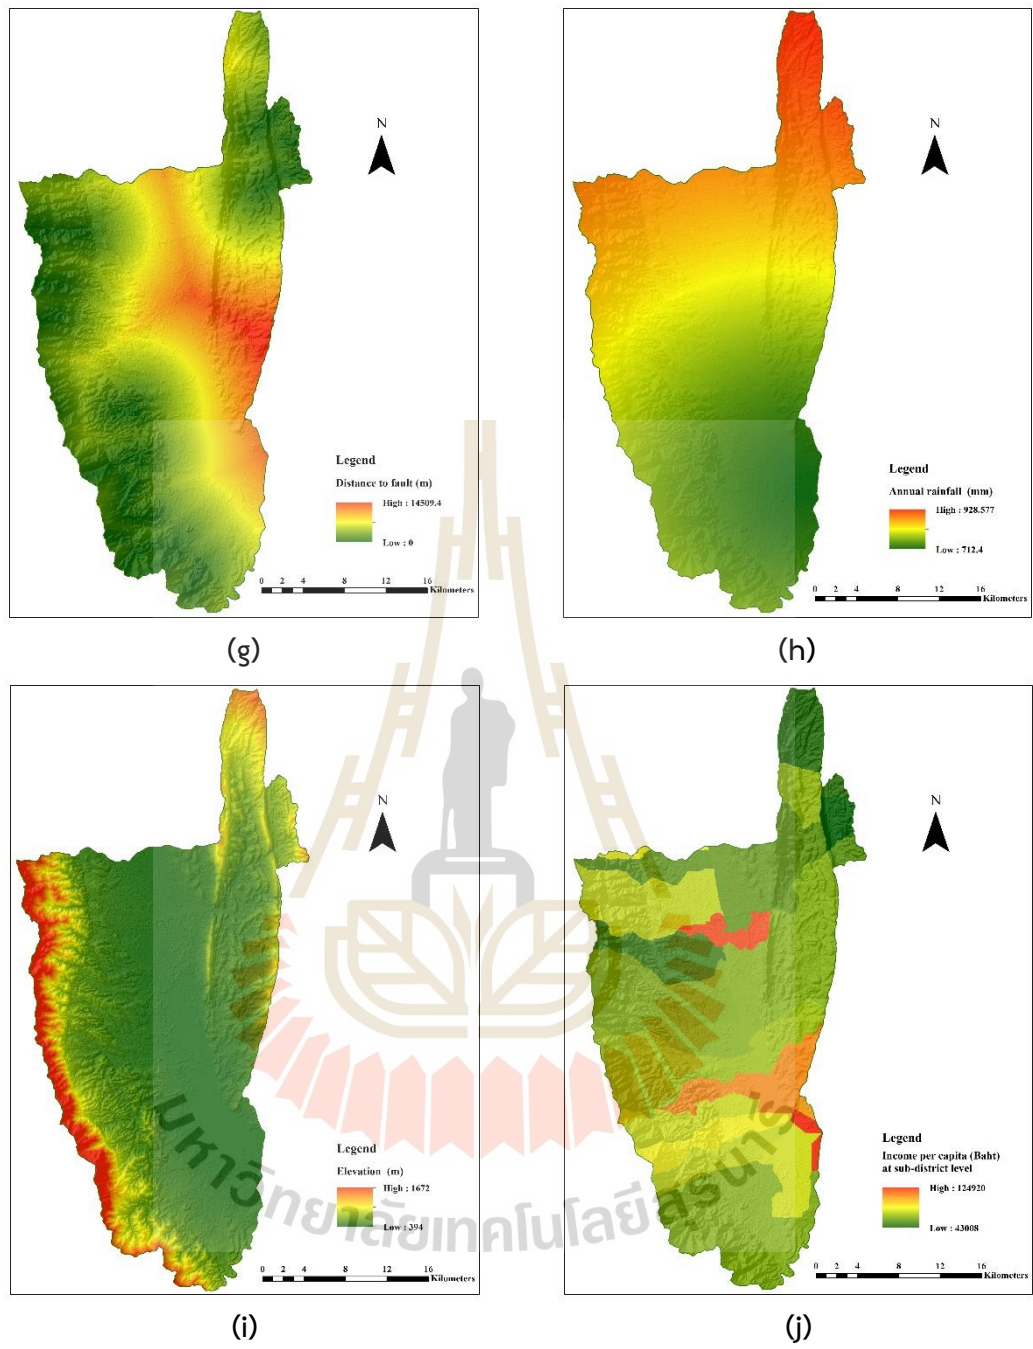 N
Legend
Distance to fault (m)
High : 14509.4
Low : 0
0 2 4 8 12 16
Kilometers
(g)
N
Legend
Annual rainfall (mm)
High : 928.577
Low : 712.4
0 2 4 8 12 16
Kilometers
(h)
N
Legend
Elevation (m)
High : 1672
Low : 394
0 2 4 8 12 16
Kilometers
(i)
N
Legend
Income per capita (Baht)
at sub-district level
High : 124920
Low : 43008
0 2 4 8 12 16
Kilometers
(j)
มหาวิทยาลัยเทคโนโลยีสุรนารี